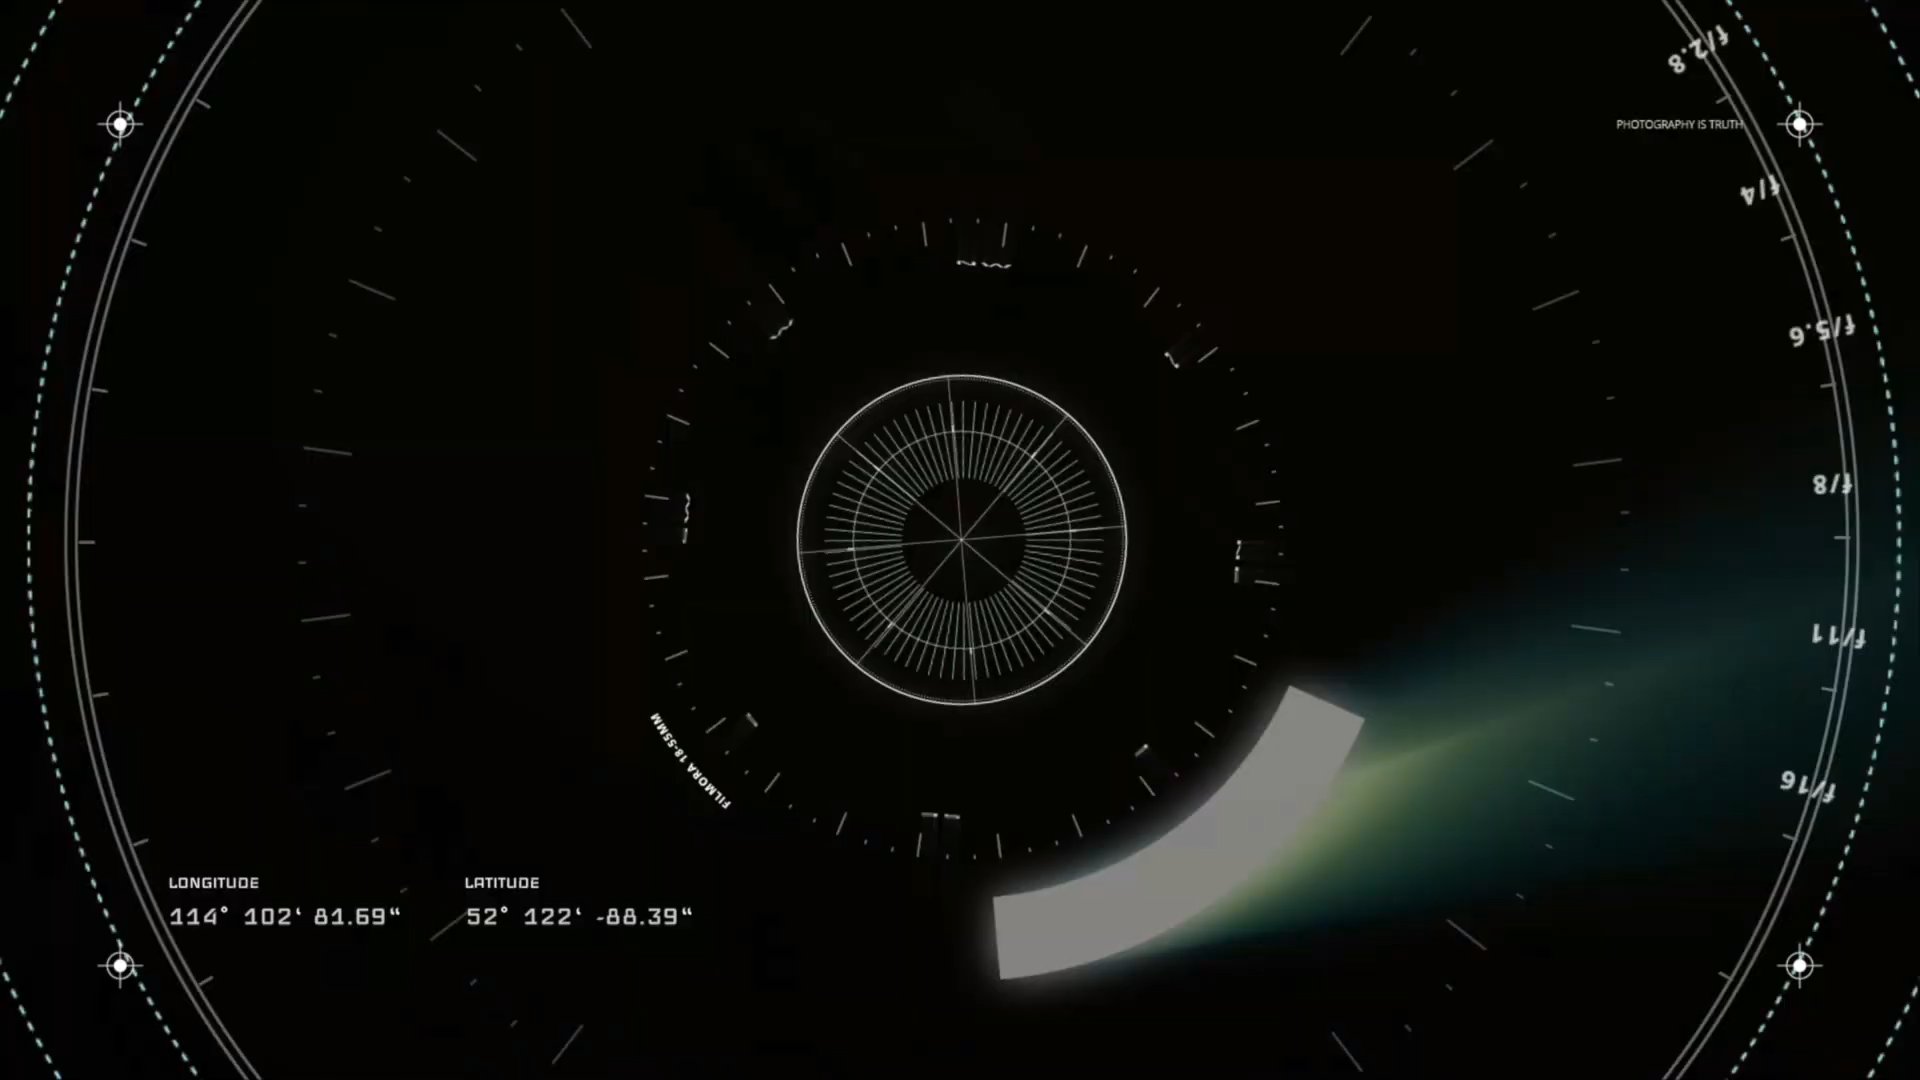 f/2.8
PHOTOGRAPHY IS TRUTH
f/4
f/5.6
f/8
f/11
f/16
FILMORA 18-55MM
LONGITUDE
114° 102‘ 81.69“
LATITUDE
52° 122‘ -88.39“